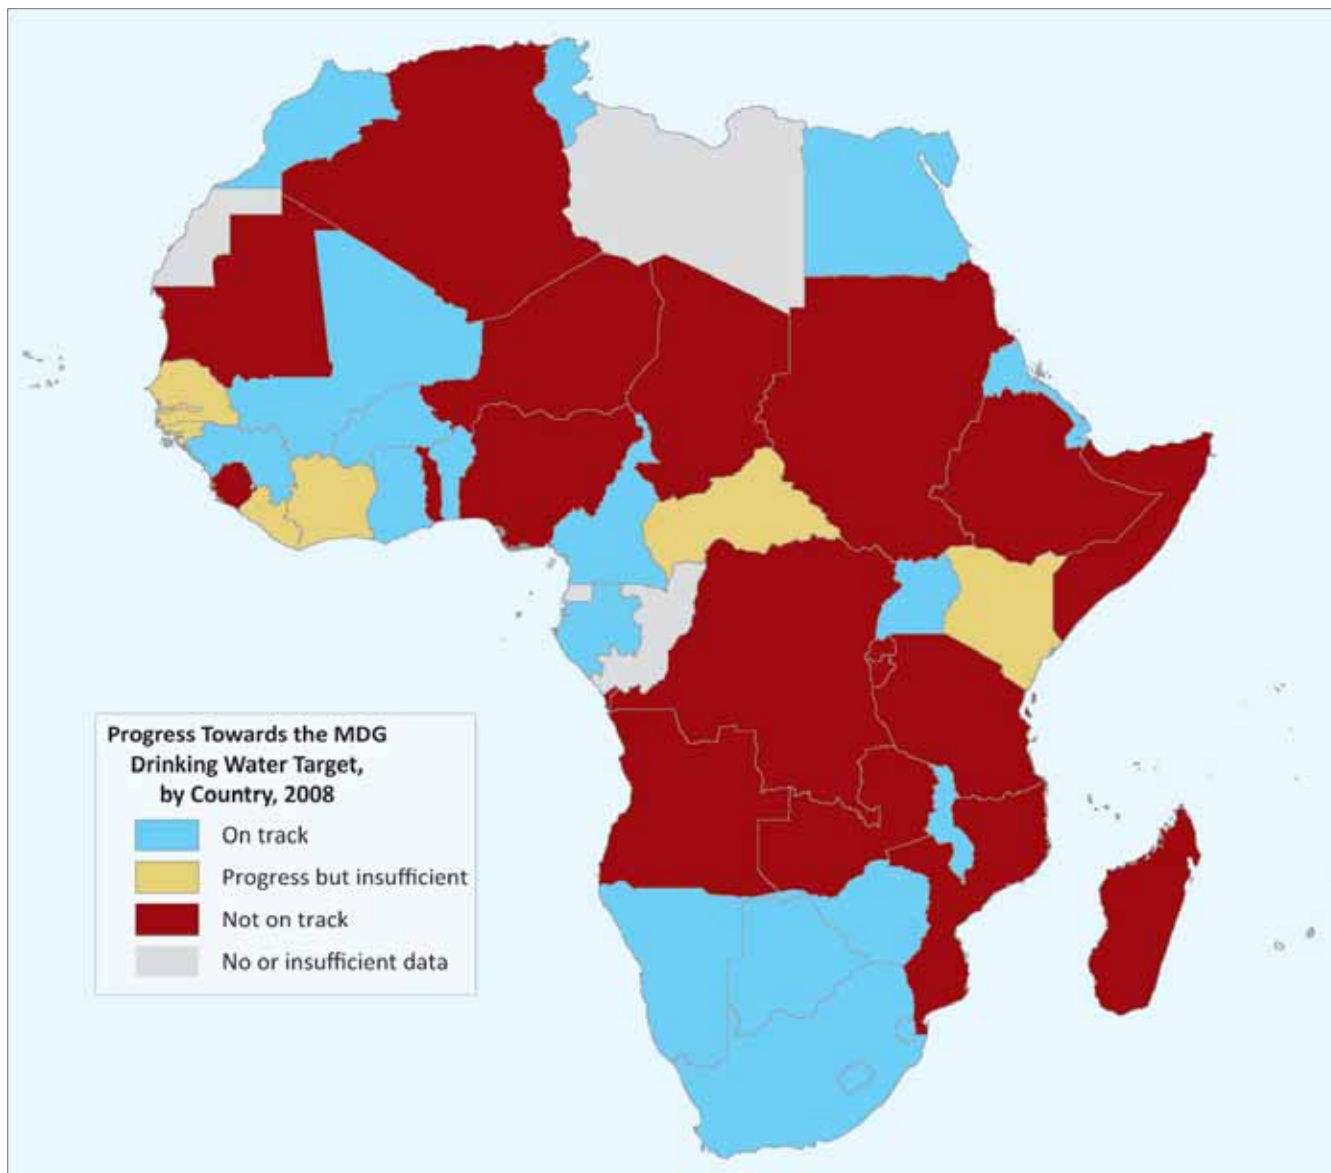 Progress Towards the MDG
Drinking Water Target,
by Country, 2008
On track
Progress but insufficient
Not on track
No or insufficient data